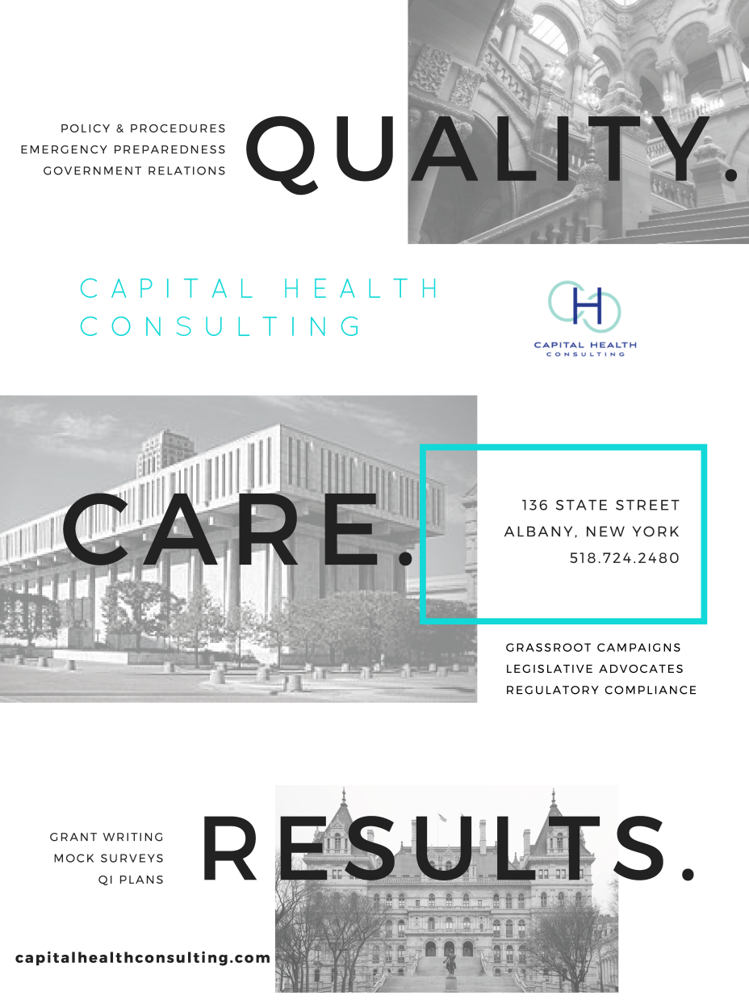 POLICY & PROCEDURES
EMERGENCY PREPAREDNESS
GOVERNMENT RELATIONS
QUALITY.
CAPITAL HEALTH
CONSULTING
CAPITAL HEALTH
CONSULTING
CARE.
136 STATE STREET
ALBANY, NEW YORK
518.724.2480
GRASSROOT CAMPAIGNS
LEGISLATIVE ADVOCATES
REGULATORY COMPLIANCE
GRANT WRITING
MOCK SURVEYS
QI PLANS
RESULTS.
capitalhealthconsulting.com